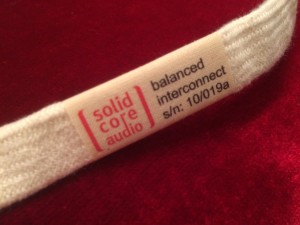 solid
core
audio
balanced
interconnect
s/n: 10/019a